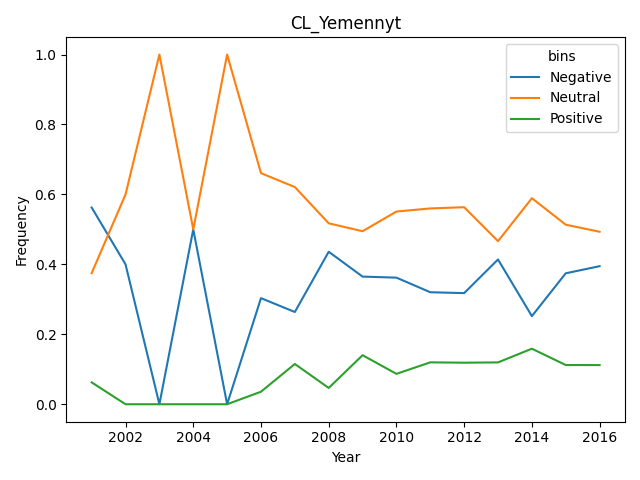 CL_Yemennyt
bins
Negative
Neutral
Positive
Frequency
1.0
0.8
0.6
0.4
0.2
0.0
2002 2004 2006 2008 2010 2012 2014 2016
Year